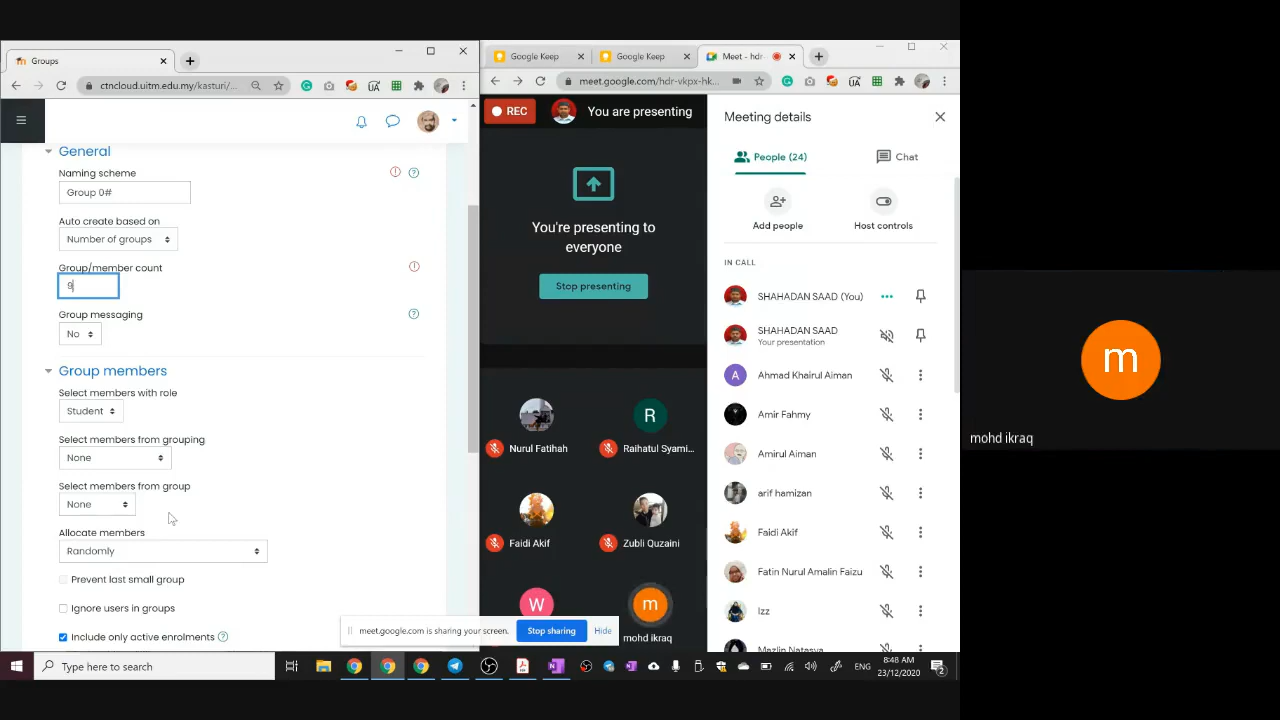 Groups
Google Keep
Google Keep
Meet - hdr
ctncloud.uitm.edu.my/kasturi/...
meet.google.com/hdr-vkpx-hk...
REC
You are presenting
Meeting details
People (24)
Chat
Add people
Host controls
IN CALL
SHAHADAN SAAD (You)
SHAHADAN SAAD
Your presentation
Ahmad Khairul Aiman
Amir Fahmy
Amirul Aiman
arif hamizan
Faidi Akif
Fatin Nurul Amalin Faizu
Izz
Mazlin Natasya
You're presenting to
everyone
Stop presenting
R
Nurul Fatihah
Raihatul Syami...
Faidi Akif
Zubli Quzaini
W
m
mohd ikraq
A
General
Naming scheme
Group 0#
Auto create based on
Number of groups
Group/member count
9
Group messaging
No
Group members
Select members with role
Student
Select members from grouping
None
Select members from group
None
Allocate members
Randomly
Prevent last small group
Ignore users in groups
Include only active enrolments
meet.google.com is sharing your screen.
Stop sharing
Hide
Type here to search
ENG
8:48 AM
23/12/2020
2
m
mohd ikraq